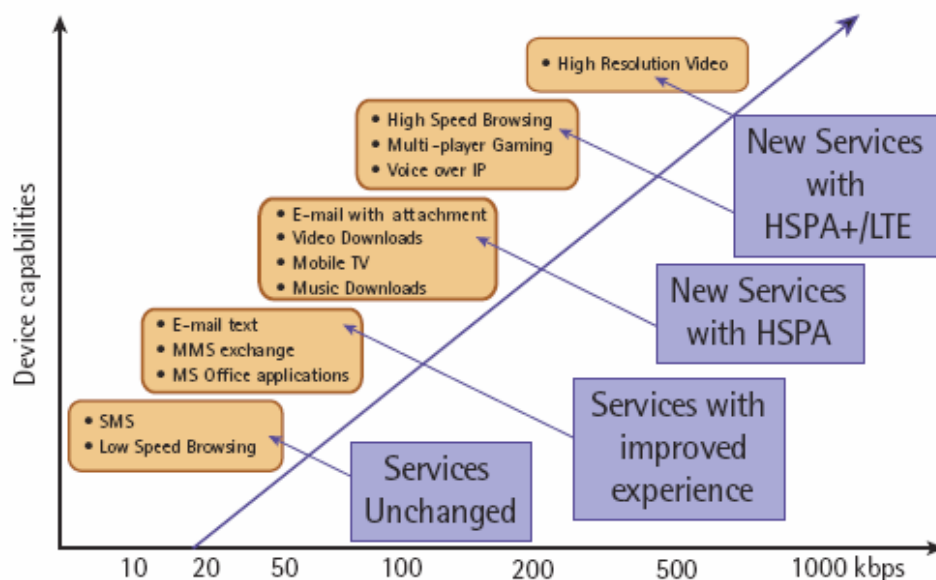 Device capabilities
• High Resolution Video
• High Speed Browsing
• Multi-player Gaming
• Voice over IP
New Services
with
HSPA+/LTE
• E-mail with attachment
• Video Downloads
• Mobile TV
• Music Downloads
New Services
with HSPA
• E-mail text
• MMS exchange
• MS Office applications
Services with
improved
experience
• SMS
• Low Speed Browsing
Services
Unchanged
10 20 50 100 200 500 1000 kbps